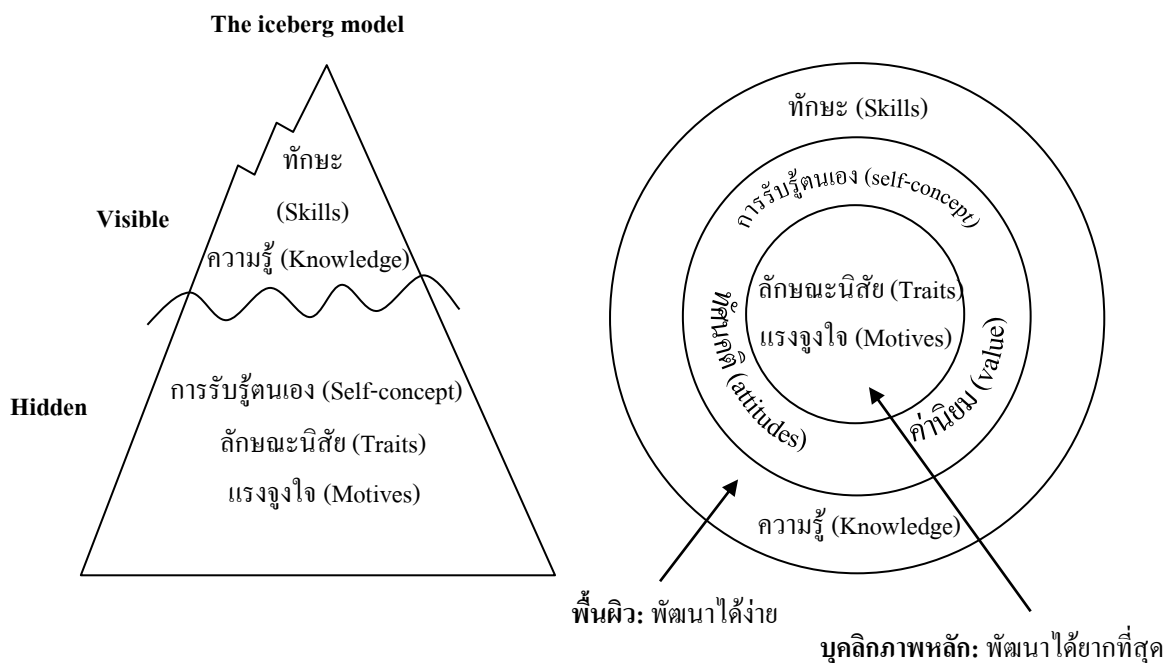 The iceberg model
ทักษะ
(Skills)
Visible
ความรู้ (Knowledge)
Hidden
การรับรู้ตนเอง (Self-concept)
ลักษณะนิสัย (Traits)
แรงจูงใจ (Motives)
ทักษะ (Skills)
การรับรู้ตนเอง (self-concept)
ลักษณะนิสัย (Traits)
แรงจูงใจ (Motives)
ทัศนคติ (attitudes)
ค่านิยม (value)
ความรู้ (Knowledge)
พื้นผิว: พัฒนาได้ง่าย
บุคลิกภาพหลัก: พัฒนาได้ยากที่สุด